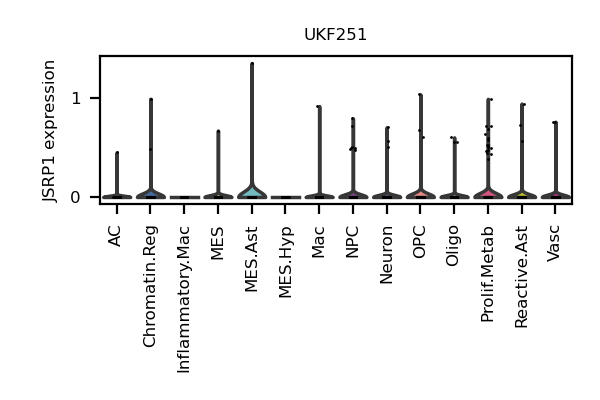 UKF251
JSRP1 expression
1
0
AC
Chromatin.Reg
Inflammatory.Mac
MES
MES.Ast
MES.Hyp
Mac
NPC
Neuron
OPC
Oligo
Prolif.Metab
Reactive.Ast
Vasc